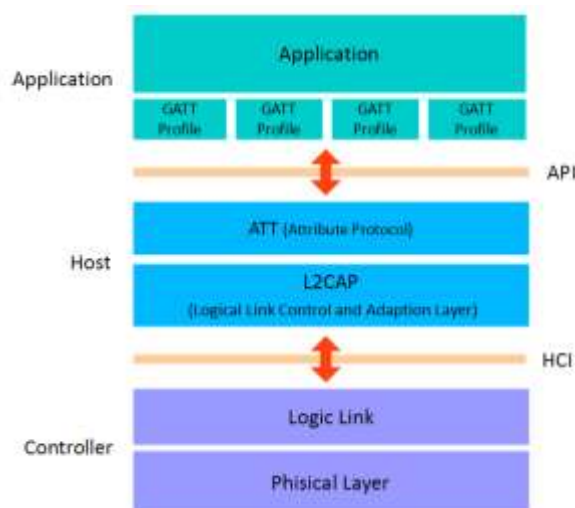 Application
Application
GATT Profile
GATT Profile
GATT Profile
GATT Profile
API
ATT (Attribute Protocol)
Host
L2CAP
(Logical Link Control and Adaption Layer)
HCI
Logic Link
Controller
Phisical Layer